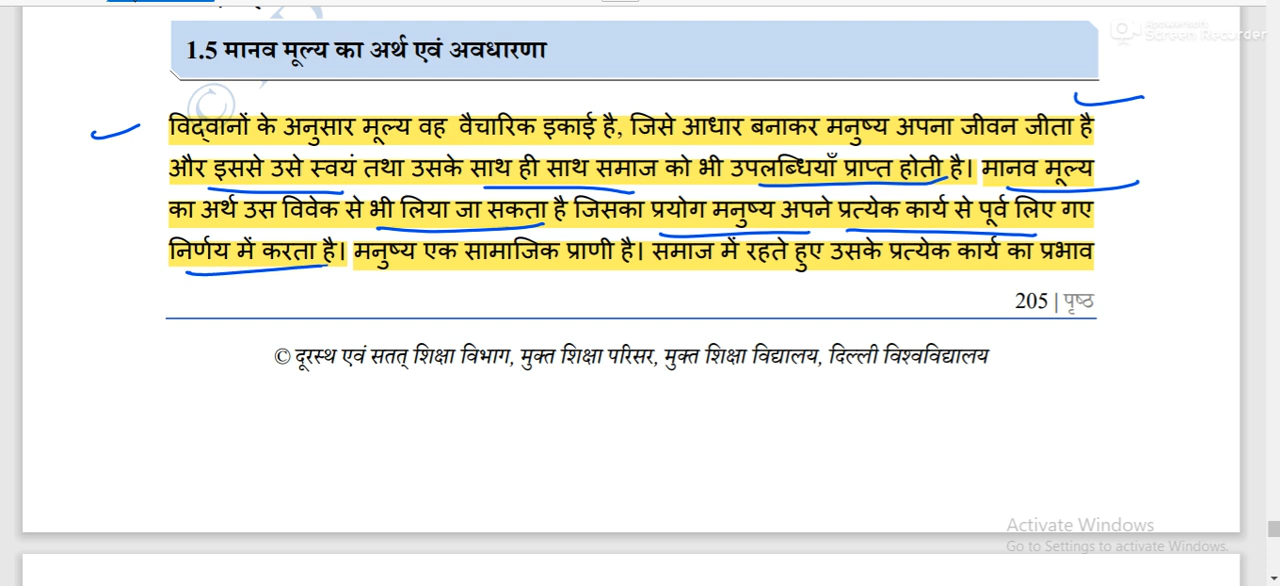 1.5 मानव मूल्य का अर्थ एवं अवधारणा
विद्वानों के अनुसार मूल्य वह वैचारिक इकाई है, जिसे आधार बनाकर मनुष्य अपना जीवन जीता है
और इससे उसे स्वयं तथा उसके साथ ही साथ समाज को भी उपलब्धियाँ प्राप्त होती है। मानव मूल्य
का अर्थ उस विवेक से भी लिया जा सकता है जिसका प्रयोग मनुष्य अपने प्रत्येक कार्य से पूर्व लिए गए
निर्णय में करता है। मनुष्य एक सामाजिक प्राणी है। समाज में रहते हुए उसके प्रत्येक कार्य का प्रभाव
205 | पृष्ठ
© दूरस्थ एवं सतत् शिक्षा विभाग, मुक्त शिक्षा परिसर, मुक्त शिक्षा विद्यालय, दिल्ली विश्वविद्यालय
Screen Recorder
Activate Windows
Go to Settings to activate Windows.